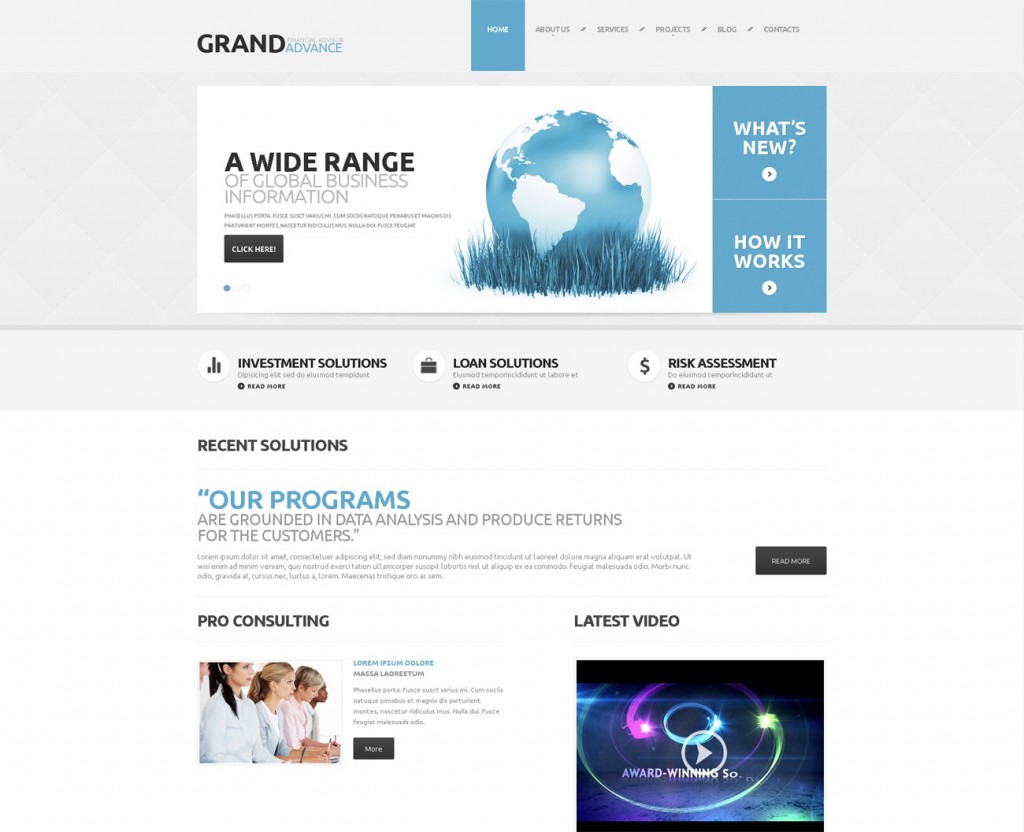 HOME
ABOUT US
SERVICES
PROJECTS
BLOG
CONTACTS
GRAND
FINANCIAL ADVISOR
ADVANCE
A WIDE RANGE
OF GLOBAL BUSINESS
INFORMATION
PHASELLUS PORTA. FUSCE SUSCT VARIUS MI. CUM SOCIIS NATOQUE PENABUS ET MAGNIS DIS
PARTURIENT MONTES, NASCETUR RIDICULUS MUS. NULLA DUI. FUSCE FEUGIAT.
CLICK HERE!
WHAT'S
NEW?
HOW IT
WORKS
INVESTMENT SOLUTIONS
Dipisicing elit sed do eiusmod tempidunt
READ MORE
LOAN SOLUTIONS
Eiusmod temporincididunt ut labore et
READ MORE
RISK ASSESSMENT
Do eiusmod temporincididunt ut
READ MORE
RECENT SOLUTIONS
“OUR PROGRAMS
ARE GROUNDED IN DATA ANALYSIS AND PRODUCE RETURNS
FOR THE CUSTOMERS.”
Lorem ipsum dolor sit amet, consectetuer adipiscing elit, sed diam nonummy nibh euismod tincidunt ut laoreet dolore magna aliquam erat volutpat. Ut
wisi enim ad minim veniam, quis nostrud exerci tation ullamcorper suscipit lobortis nisl ut aliquip ex ea commodo. Feugiat malesuada odio. Morbi nunc
odio, gravida at, cursus nec, luctus a, lorem. Maecenas tristique orci ac sem.
READ MORE
PRO CONSULTING
LOREM IPSUM DOLORE
MASSA LAOREETUM
Phasellus porta. Fusce susct varius mi. Cum sociis
natoque penabus et magnis dis parturient
montes, nascetur ridiculus mus. Nulla dui. Fusce
feugiat malesuada odio.
More
LATEST VIDEO
AWARD-WINNING So.